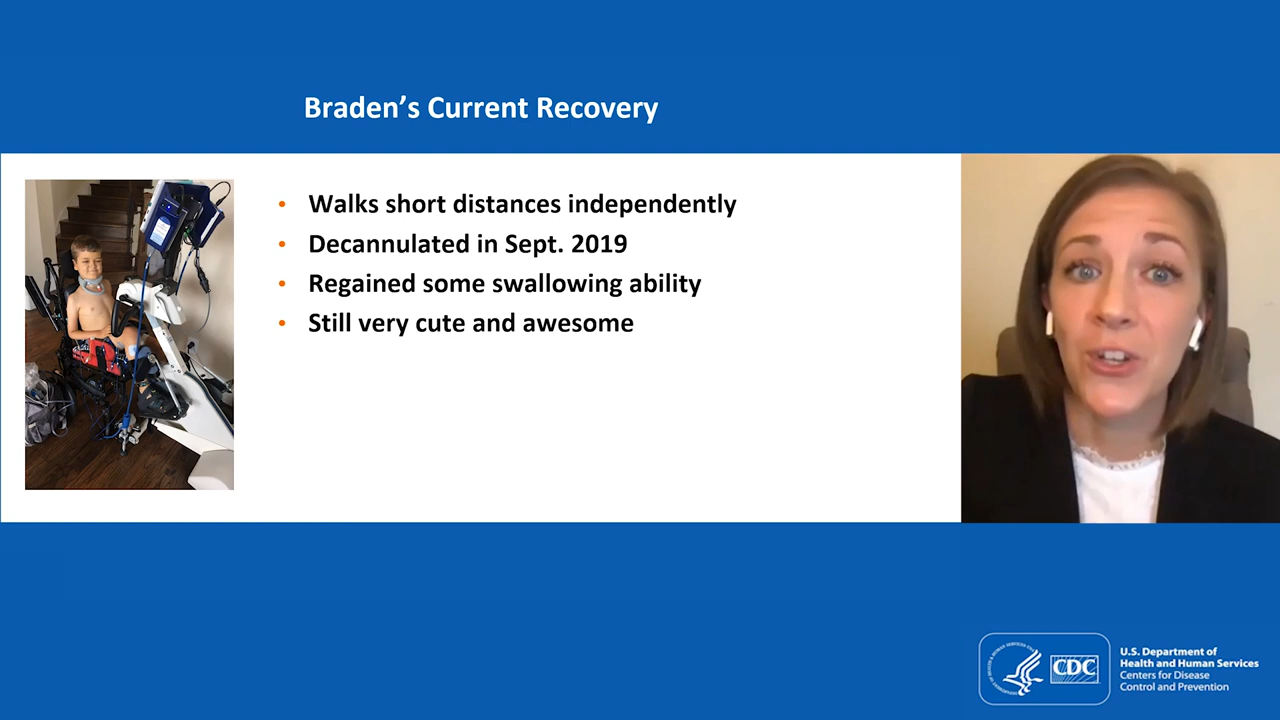 Braden's Current Recovery
• Walks short distances independently
• Decannulated in Sept. 2019
• Regained some swallowing ability
• Still very cute and awesome
CDC
U.S. Department of
Health and Human Services
Centers for Disease
Control and Prevention